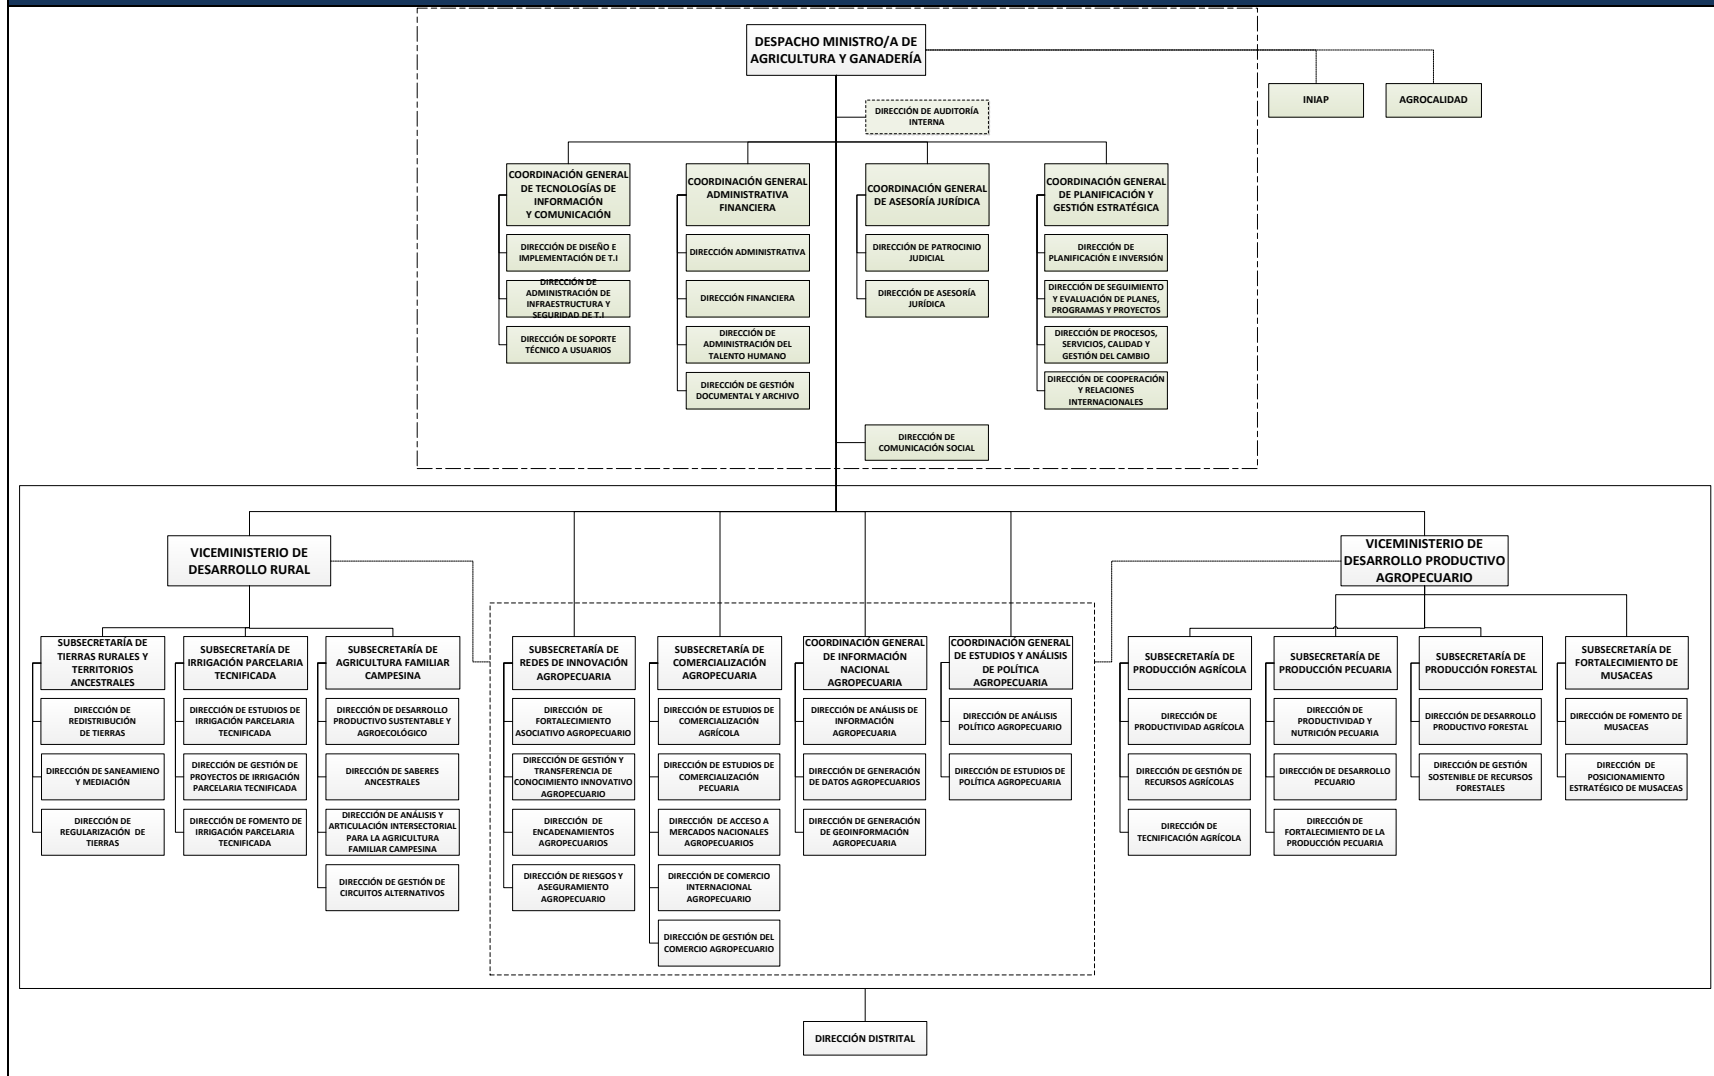 DESPACHO MINISTRO/A DE
AGRICULTURA Y GANADERÍA
INIAP
AGROCALIDAD
DIRECCIÓN DE AUDITORÍA
INTERNA
COORDINACIÓN GENERAL
DE TECNOLOGÍAS DE
INFORMACIÓN
Y COMUNICACIÓN
DIRECCIÓN DE DISEÑO E
IMPLEMENTACIÓN DE T.I
DIRECCIÓN DE
ADMINISTRACIÓN DE
INFRAESTRUCTURA Y
SEGURIDAD DE T.I
DIRECCIÓN DE SOPORTE
TÉCNICO A USUARIOS
COORDINACIÓN GENERAL
ADMINISTRATIVA
FINANCIERA
DIRECCIÓN ADMINISTRATIVA
DIRECCIÓN FINANCIERA
DIRECCIÓN DE
ADMINISTRACIÓN DEL
TALENTO HUMANO
DIRECCIÓN DE GESTIÓN
DOCUMENTAL Y ARCHIVO
COORDINACIÓN GENERAL
DE ASESORÍA JURÍDICA
DIRECCIÓN DE PATROCINIO
JUDICIAL
DIRECCIÓN DE ASESORÍA
JURÍDICA
COORDINACIÓN GENERAL
DE PLANIFICACIÓN Y
GESTIÓN ESTRATÉGICA
DIRECCIÓN DE
PLANIFICACIÓN E INVERSIÓN
DIRECCIÓN DE SEGUIMIENTO
Y EVALUACIÓN DE PLANES,
PROGRAMAS Y PROYECTOS
DIRECCIÓN DE PROCESOS,
SERVICIOS, CALIDAD Y
GESTIÓN DEL CAMBIO
DIRECCIÓN DE COOPERACIÓN
Y RELACIONES
INTERNACIONALES
DIRECCIÓN DE
COMUNICACIÓN SOCIAL
VICEMINISTERIO DE
DESARROLLO RURAL
VICEMINISTERIO DE
DESARROLLO PRODUCTIVO
AGROPECUARIO
SUBSECRETARÍA DE
TIERRAS RURALES Y
TERRITORIOS
ANCESTRALES
DIRECCIÓN DE
REDISTRIBUCIÓN
DE TIERRAS
DIRECCIÓN DE SANEAMIENO
Y MEDIACIÓN
DIRECCIÓN DE
REGULARIZACIÓN DE
TIERRAS
SUBSECRETARÍA DE
IRRIGACIÓN PARCELARIA
TECNIFICADA
DIRECCIÓN DE ESTUDIOS DE
IRRIGACIÓN PARCELARIA
TECNIFICADA
DIRECCIÓN DE GESTIÓN DE
PROYECTOS DE IRRIGACIÓN
PARCELARIA TECNIFICADA
DIRECCIÓN DE FOMENTO DE
IRRIGACIÓN PARCELARIA
TECNIFICADA
SUBSECRETARÍA DE
AGRICULTURA FAMILIAR
CAMPESINA
DIRECCIÓN DE DESARROLLO
PRODUCTIVO SUSTENTABLE Y
AGROECOLÓGICO
DIRECCIÓN DE SABERES
ANCESTRALES
DIRECCIÓN DE ANÁLISIS Y
ARTICULACIÓN INTERSECTORIAL
PARA LA AGRICULTURA
FAMILIAR CAMPESINA
DIRECCIÓN DE GESTIÓN DE
CIRCUITOS ALTERNATIVOS
SUBSECRETARÍA DE
REDES DE INNOVACIÓN
AGROPECUARIA
DIRECCIÓN DE
FORTALECIMIENTO
ASOCIATIVO AGROPECUARIO
DIRECCIÓN DE GESTIÓN Y
TRANSFERENCIA DE
CONOCIMIENTO INNOVATIVO
AGROPECUARIO
DIRECCIÓN DE
ENCADENAMIENTOS
AGROPECUARIOS
DIRECCIÓN DE RIESGOS Y
ASEGURAMIENTO
AGROPECUARIO
SUBSECRETARÍA DE
COMERCIALIZACIÓN
AGROPECUARIA
DIRECCIÓN DE ESTUDIOS DE
COMERCIALIZACIÓN
AGRÍCOLA
DIRECCIÓN DE ESTUDIOS DE
COMERCIALIZACIÓN
PECUARIA
DIRECCIÓN DE ACCESO A
MERCADOS NACIONALES
AGROPECUARIOS
DIRECCIÓN DE COMERCIO
INTERNACIONAL
AGROPECUARIO
DIRECCIÓN DE GESTIÓN DEL
COMERCIO AGROPECUARIO
COORDINACIÓN GENERAL
DE INFORMACIÓN
NACIONAL
AGROPECUARIA
DIRECCIÓN DE ANÁLISIS DE
INFORMACIÓN
AGROPECUARIA
DIRECCIÓN DE GENERACIÓN
DE DATOS AGROPECUARIOS
DIRECCIÓN DE GENERACIÓN
DE GEOINFORMACIÓN
AGROPECUARIA
COORDINACIÓN GENERAL
DE ESTUDIOS Y ANÁLISIS
DE POLÍTICA
AGROPECUARIA
DIRECCIÓN DE ANÁLISIS
POLÍTICO AGROPECUARIO
DIRECCIÓN DE ESTUDIOS DE
POLÍTICA AGROPECUARIA
SUBSECRETARÍA DE
PRODUCCIÓN AGRÍCOLA
DIRECCIÓN DE
PRODUCTIVIDAD AGRÍCOLA
DIRECCIÓN DE GESTIÓN DE
RECURSOS AGRÍCOLAS
DIRECCIÓN DE
TECNIFICACIÓN AGRÍCOLA
SUBSECRETARÍA DE
PRODUCCIÓN PECUARIA
DIRECCIÓN DE
PRODUCTIVIDAD Y
NUTRICIÓN PECUARIA
DIRECCIÓN DE DESARROLLO
PECUARIO
DIRECCIÓN DE
FORTALECIMIENTO DE LA
PRODUCCIÓN PECUARIA
SUBSECRETARÍA DE
PRODUCCIÓN FORESTAL
DIRECCIÓN DE DESARROLLO
PRODUCTIVO FORESTAL
DIRECCIÓN DE GESTIÓN
SOSTENIBLE DE RECURSOS
FORESTALES
SUBSECRETARÍA DE
FORTALECIMIENTO DE
MUSACEAS
DIRECCIÓN DE FOMENTO DE
MUSACEAS
DIRECCIÓN DE
POSICIONAMIENTO
ESTRATÉGICO DE MUSACEAS
DIRECCIÓN DISTRITAL